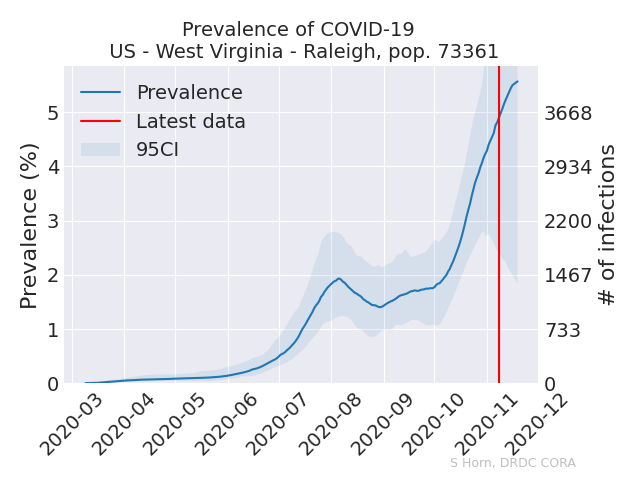 Prevalence of COVID-19
US - West Virginia - Raleigh, pop. 73361
Prevalence
Latest data
95CI
Prevalence (%)
5
4
3
2
1
0
3668
2934
2200
1467
733
0
# of infections
2020-03
2020-04
2020-05
2020-06
2020-07
2020-08
2020-09
2020-10
2020-11
2020-12
S Horn, DRDC CORA